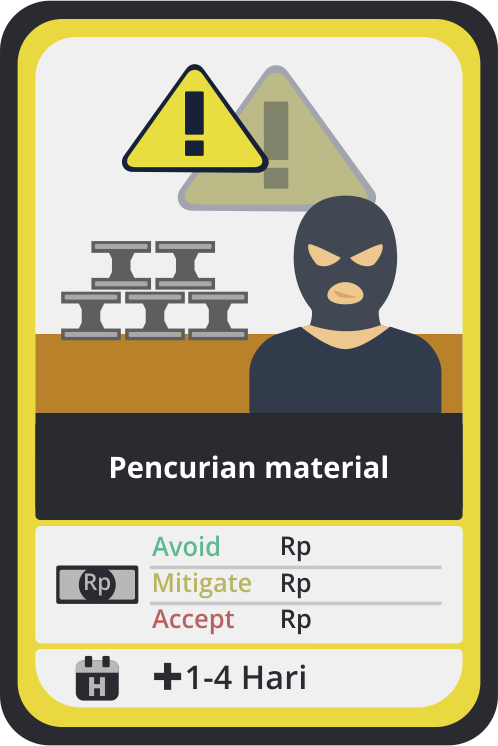 Pencurian material
Avoid Rp
Rp Mitigate Rp
Accept Rp
H +1-4 Hari